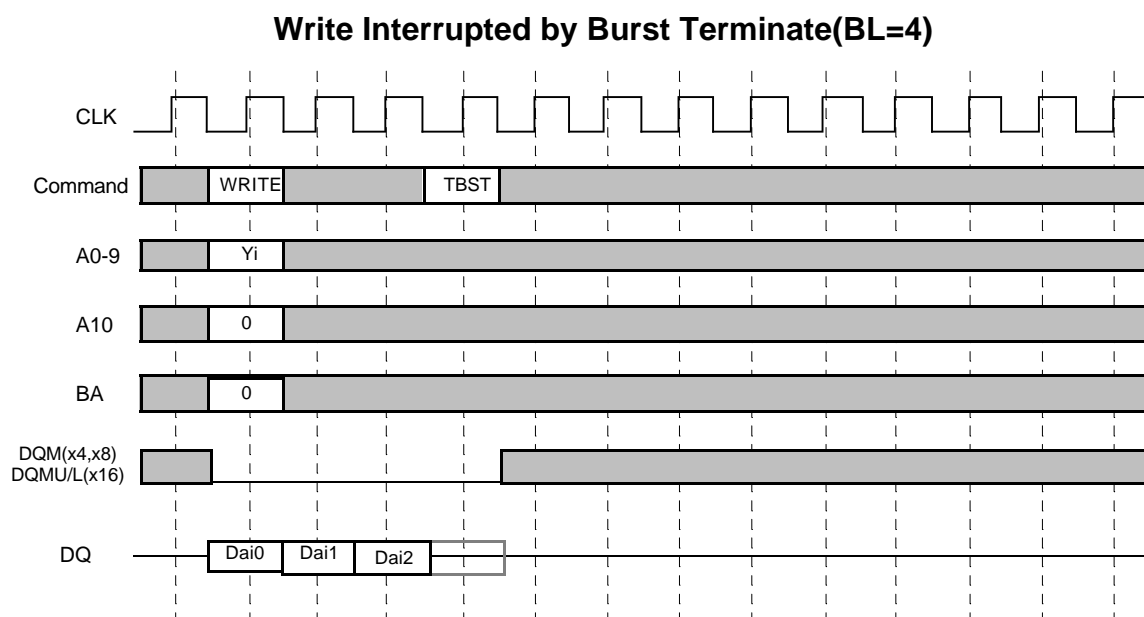 Write Interrupted by Burst Terminate(BL=4)
CLK
Command WRITE TBST
A0-9 Yi
A10 0
BA 0
DQM(x4,x8)
DQMU/L(x16)
DQ Dai0 Dai1 Dai2